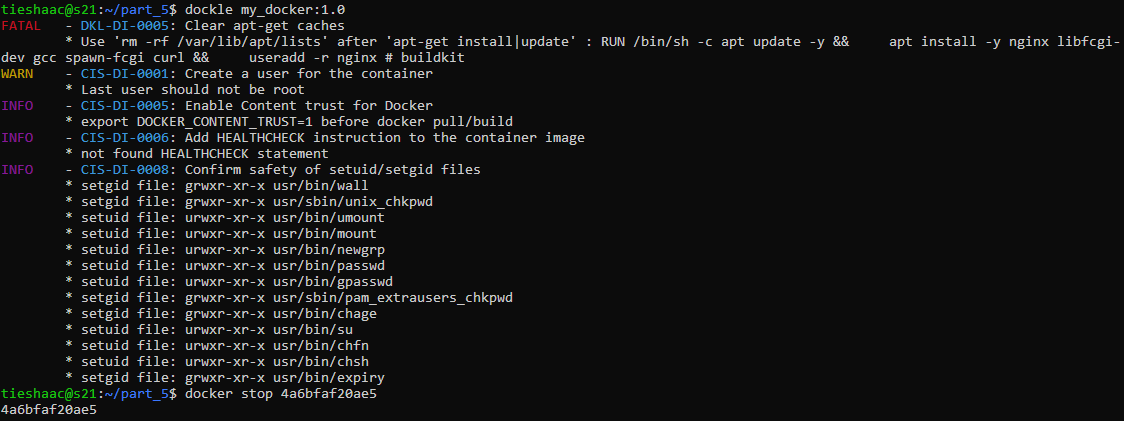 tieshaac@s21:~/part_5$ dockle my_docker:1.0
FATAL   - DKL-DI-0005: Clear apt-get caches
        * Use 'rm -rf /var/lib/apt/lists' after 'apt-get install|update' : RUN /bin/sh -c apt update -y &&     apt install -y nginx libfcgi-
dev gcc spawn-fcgi curl &&     useradd -r nginx # buildkit
WARN    - CIS-DI-0001: Create a user for the container
        * Last user should not be root
INFO    - CIS-DI-0005: Enable Content trust for Docker
        * export DOCKER_CONTENT_TRUST=1 before docker pull/build
INFO    - CIS-DI-0006: Add HEALTHCHECK instruction to the container image
        * not found HEALTHCHECK statement
INFO    - CIS-DI-0008: Confirm safety of setuid/setgid files
        * setgid file: grwxr-xr-x usr/bin/wall
        * setgid file: grwxr-xr-x usr/sbin/unix_chkpwd
        * setuid file: urwxr-xr-x usr/bin/umount
        * setuid file: urwxr-xr-x usr/bin/mount
        * setuid file: urwxr-xr-x usr/bin/newgrp
        * setuid file: urwxr-xr-x usr/bin/passwd
        * setuid file: urwxr-xr-x usr/bin/gpasswd
        * setgid file: grwxr-xr-x usr/sbin/pam_extrausers_chkpwd
        * setgid file: grwxr-xr-x usr/bin/chage
        * setuid file: urwxr-xr-x usr/bin/su
        * setuid file: urwxr-xr-x usr/bin/chfn
        * setuid file: urwxr-xr-x usr/bin/chsh
        * setgid file: grwxr-xr-x usr/bin/expiry
tieshaac@s21:~/part_5$ docker stop 4a6bfaf20ae5
4a6bfaf20ae5